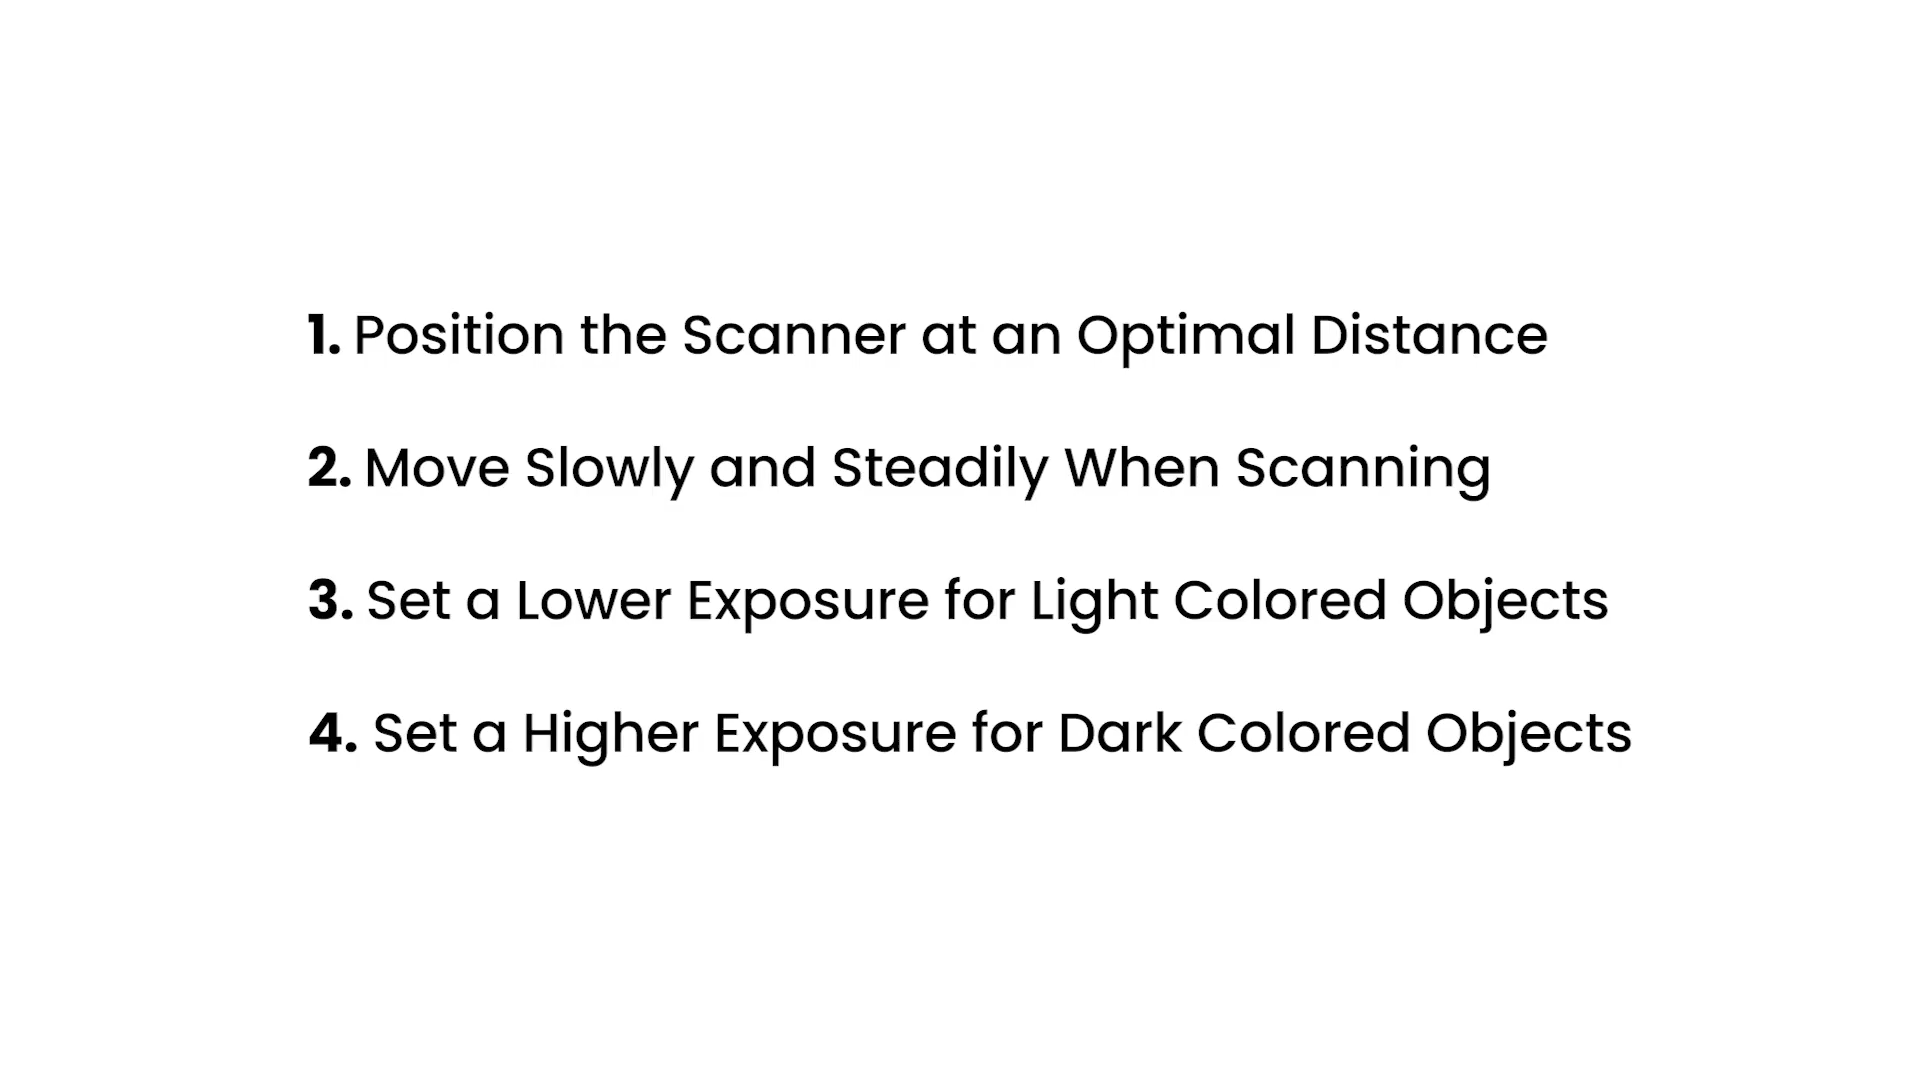 1. Position the Scanner at an Optimal Distance
2. Move Slowly and Steadily When Scanning
3. Set a Lower Exposure for Light Colored Objects
4. Set a Higher Exposure for Dark Colored Objects